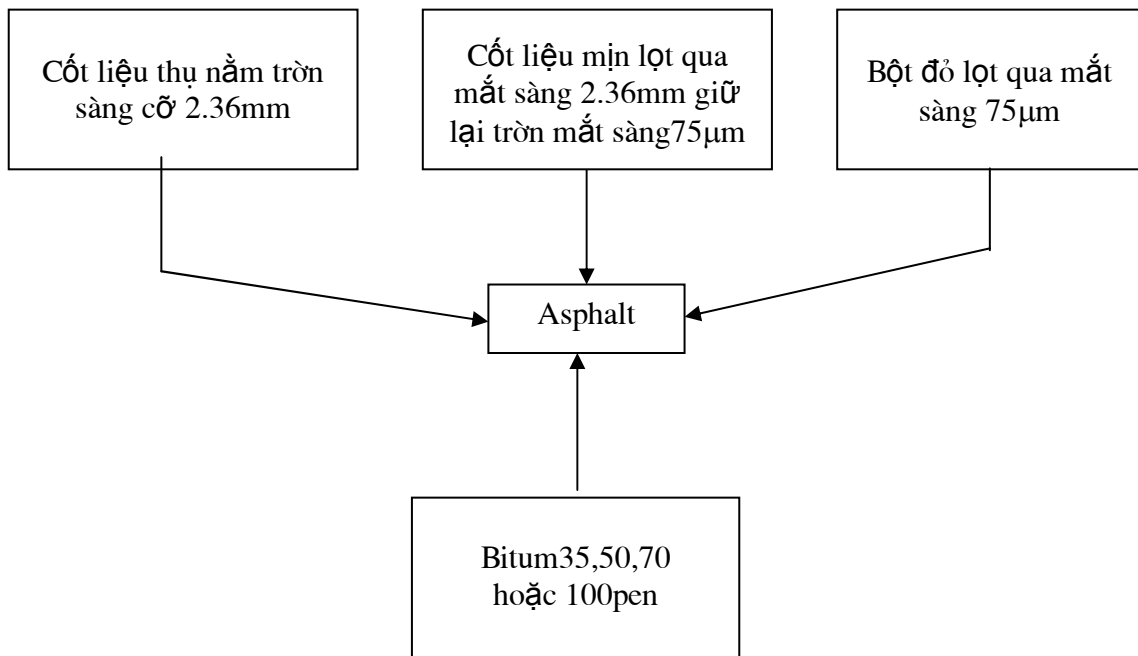 Cốt liệu thụ nằm trờn
sàng cỡ 2.36mm
Cốt liệu mịn lọt qua
mắt sàng 2.36mm giữ
lại trờn mắt sàng75μm
Bột đỏ lọt qua mắt
sàng 75μm
Asphalt
Bitum35,50,70
hoặc 100pen